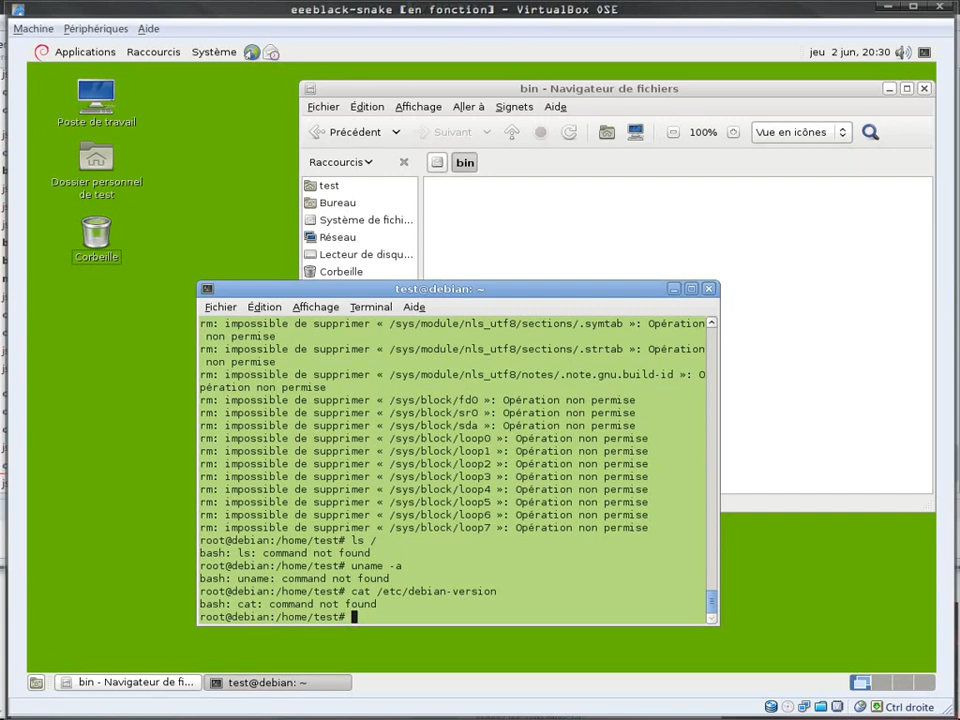 eeeblack-snake [en fonction] – VirtualBox OSE
Machine Périphériques Aide
Applications Raccourcis Système jeu 2 jun, 20:30
Poste de travail
Dossier personnel
de test
Corbeille
bin - Navigateur de fichiers
Fichier Édition Affichage Aller à Signets Aide
Précédent Suivant 100% Vue en icônes
Raccourcis bin
test
Bureau
Système de fichi...
Réseau
Lecteur de disqu...
Corbeille
test@debian: ~
Fichier Édition Affichage Terminal Aide
rm: impossible de supprimer « /sys/module/nls_utf8/sections/.symtab »: Opération
non permise
rm: impossible de supprimer « /sys/module/nls_utf8/sections/.strtab »: Opération
non permise
rm: impossible de supprimer « /sys/module/nls_utf8/notes/.note.gnu.build-id »: O
pération non permise
rm: impossible de supprimer « /sys/block/fd0 »: Opération non permise
rm: impossible de supprimer « /sys/block/sr0 »: Opération non permise
rm: impossible de supprimer « /sys/block/sda »: Opération non permise
rm: impossible de supprimer « /sys/block/loop0 »: Opération non permise
rm: impossible de supprimer « /sys/block/loop1 »: Opération non permise
rm: impossible de supprimer « /sys/block/loop2 »: Opération non permise
rm: impossible de supprimer « /sys/block/loop3 »: Opération non permise
rm: impossible de supprimer « /sys/block/loop4 »: Opération non permise
rm: impossible de supprimer « /sys/block/loop5 »: Opération non permise
rm: impossible de supprimer « /sys/block/loop6 »: Opération non permise
rm: impossible de supprimer « /sys/block/loop7 »: Opération non permise
root@debian:/home/test# ls /
bash: ls: command not found
root@debian:/home/test# uname -a
bash: uname: command not found
root@debian:/home/test# cat /etc/debian-version
bash: cat: command not found
root@debian:/home/test#
bin - Navigateur de fi... test@debian: ~
Ctrl droite